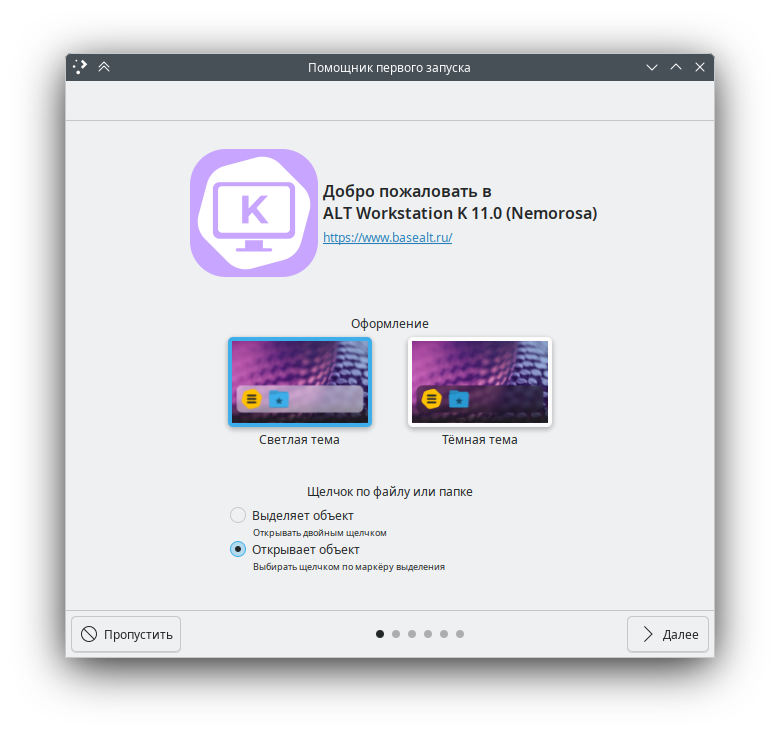 Помощник первого запуска
K
Добро пожаловать в
ALT Workstation K 11.0 (Nemorosa)
https://www.basealt.ru/
Оформление
Светлая тема
Тёмная тема
Щелчок по файлу или папке
Выделяет объект
Открывать двойным щелчком
Открывает объект
Выбирать щелчком по маркёру выделения
Пропустить
Далее